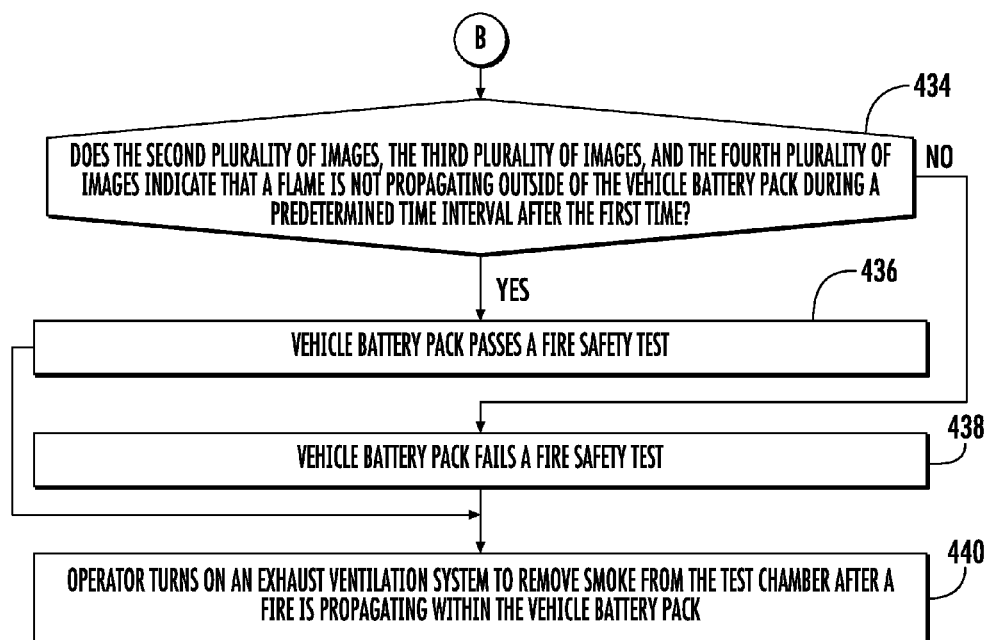 B
434
DOES THE SECOND PLURALITY OF IMAGES, THE THIRD PLURALITY OF IMAGES, AND THE FOURTH PLURALITY OF
IMAGES INDICATE THAT A FLAME IS NOT PROPAGATING OUTSIDE OF THE VEHICLE BATTERY PACK DURING A
PREDETERMINED TIME INTERVAL AFTER THE FIRST TIME?
NO
YES
436
VEHICLE BATTERY PACK PASSES A FIRE SAFETY TEST
438
VEHICLE BATTERY PACK FAILS A FIRE SAFETY TEST
440
OPERATOR TURNS ON AN EXHAUST VENTILATION SYSTEM TO REMOVE SMOKE FROM THE TEST CHAMBER AFTER A
FIRE IS PROPAGATING WITHIN THE VEHICLE BATTERY PACK